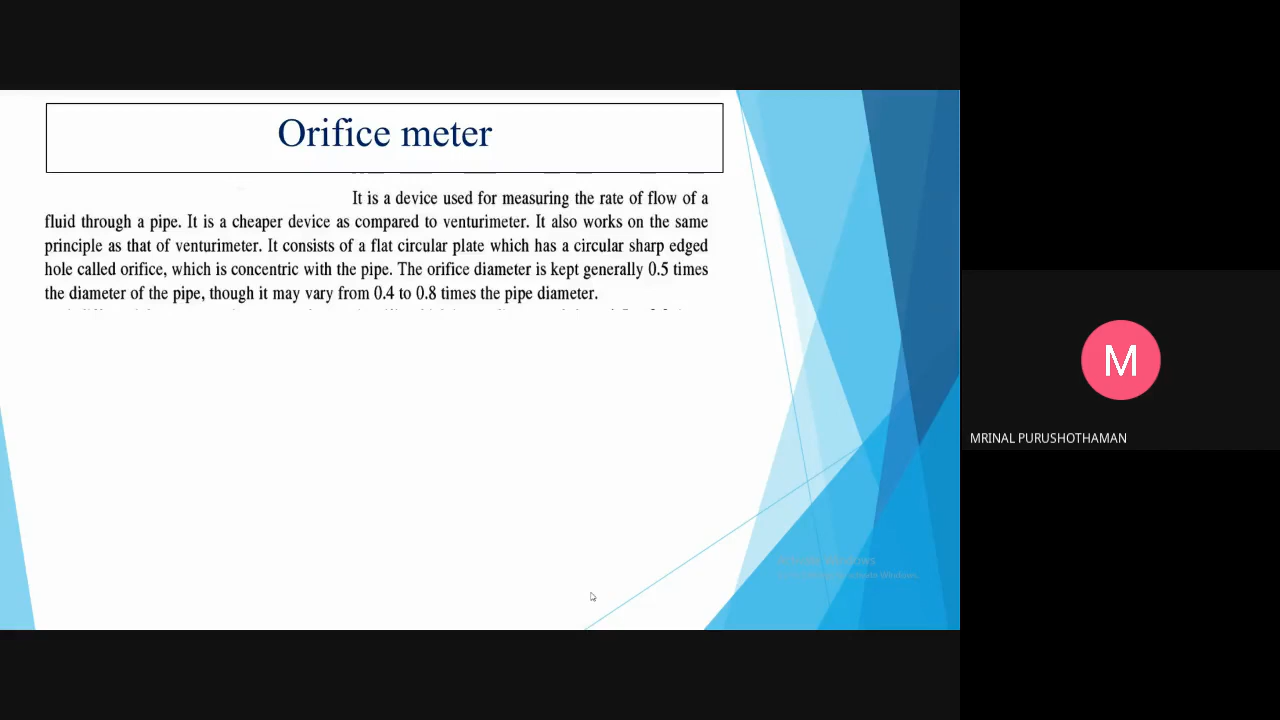 Orifice meter
It is a device used for measuring the rate of flow of a
fluid through a pipe. It is a cheaper device as compared to venturimeter. It also works on the same
principle as that of venturimeter. It consists of a flat circular plate which has a circular sharp edged
hole called orifice, which is concentric with the pipe. The orifice diameter is kept generally 0.5 times
the diameter of the pipe, though it may vary from 0.4 to 0.8 times the pipe diameter.
M
MRINAL PURUSHOTHAMAN
Windows.